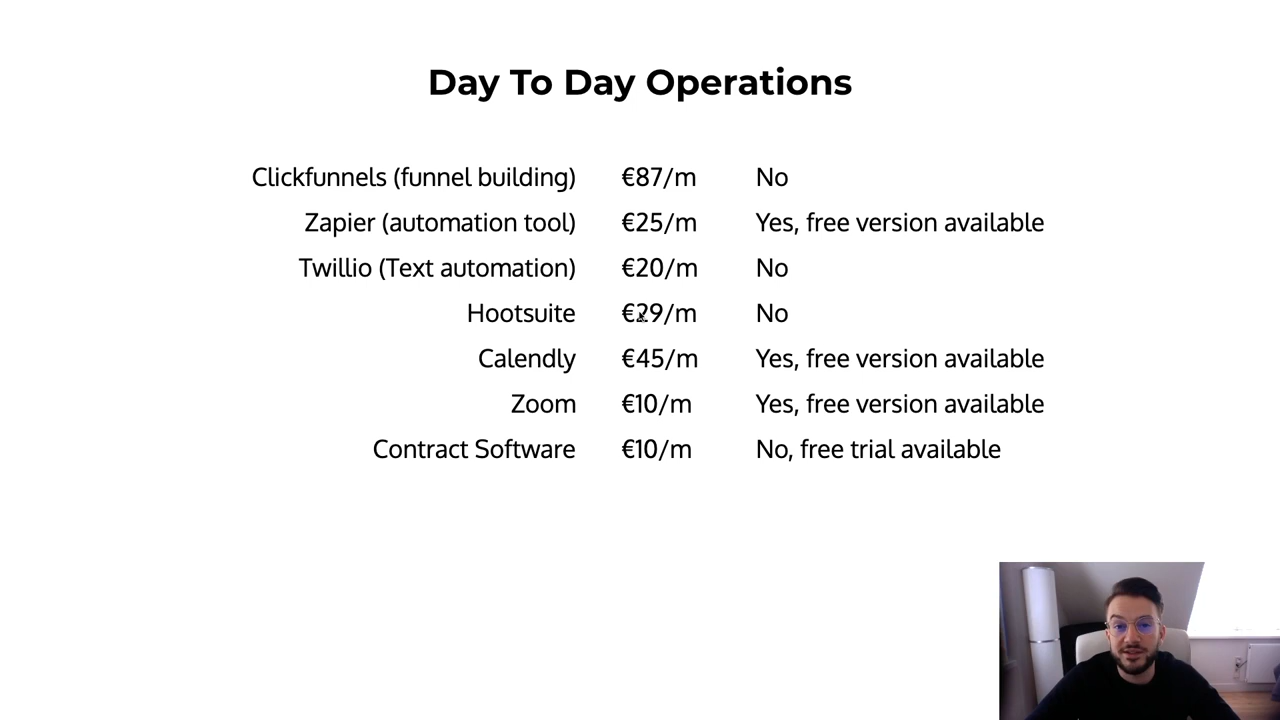 Day To Day Operations
Clickfunnels (funnel building) €87/m No
Zapier (automation tool) €25/m Yes, free version available
Twillio (Text automation) €20/m No
Hootsuite €29/m No
Calendly €45/m Yes, free version available
Zoom €10/m Yes, free version available
Contract Software €10/m No, free trial available